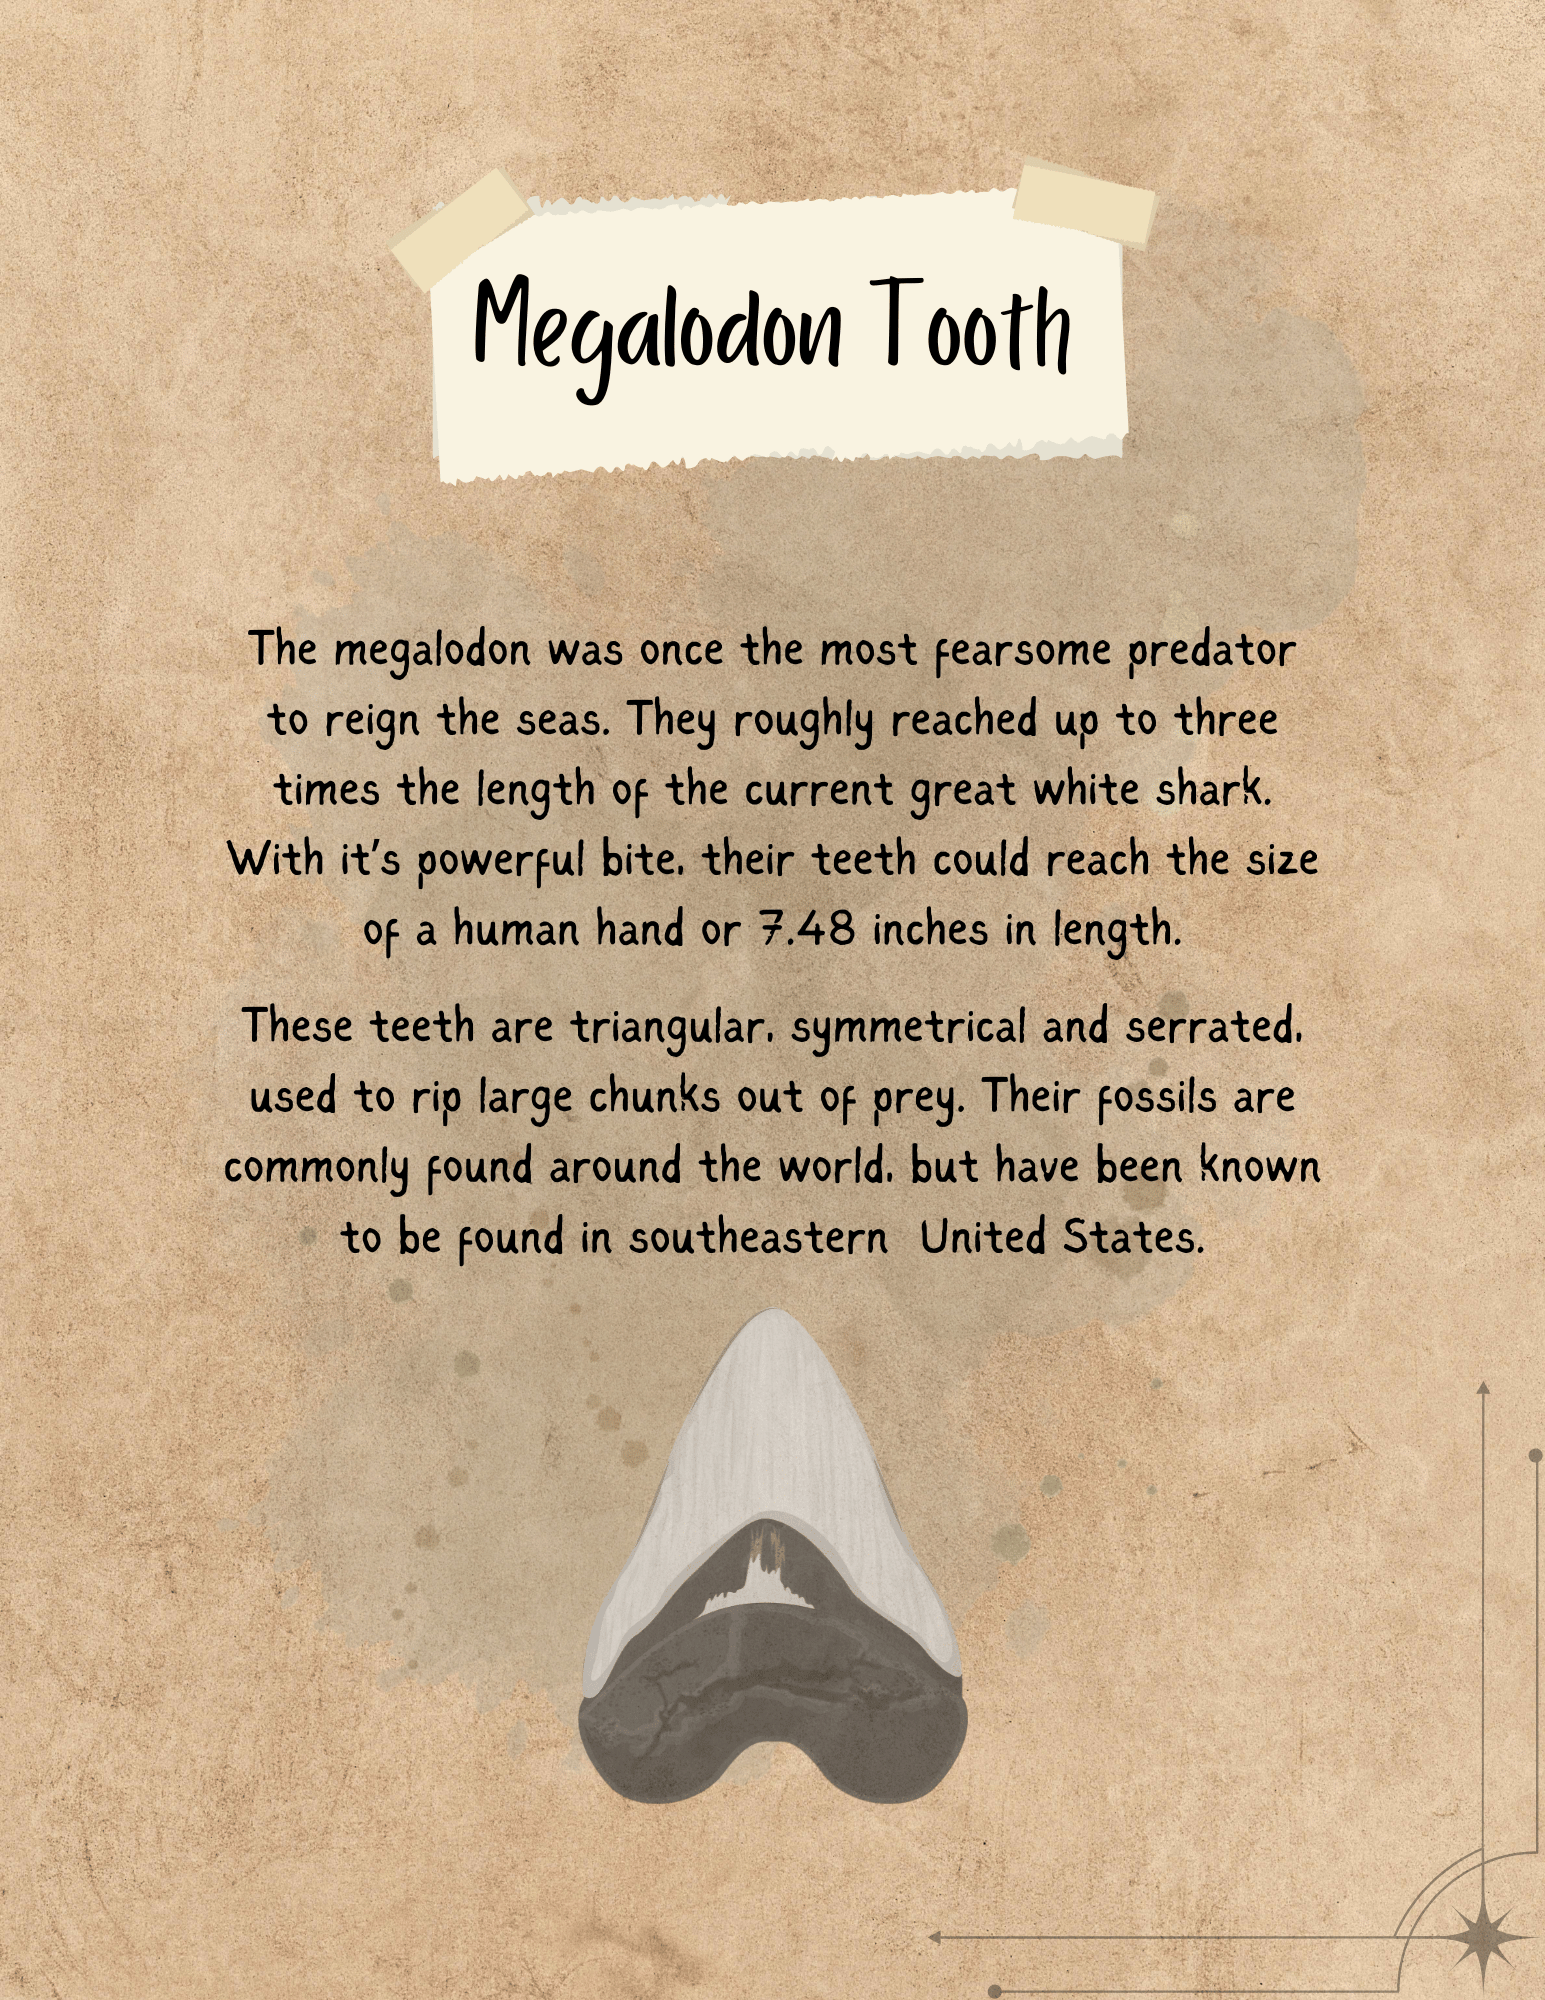 Megalodon Tooth
The megalodon was once the most fearsome predator
to reign the seas. They roughly reached up to three
times the length of the current great white shark.
With it's powerful bite, their teeth could reach the size
of a human hand or 7.48 inches in length.
These teeth are triangular, symmetrical and serrated,
used to rip large chunks out of prey. Their fossils are
commonly found around the world, but have been known
to be found in southeastern  United States.